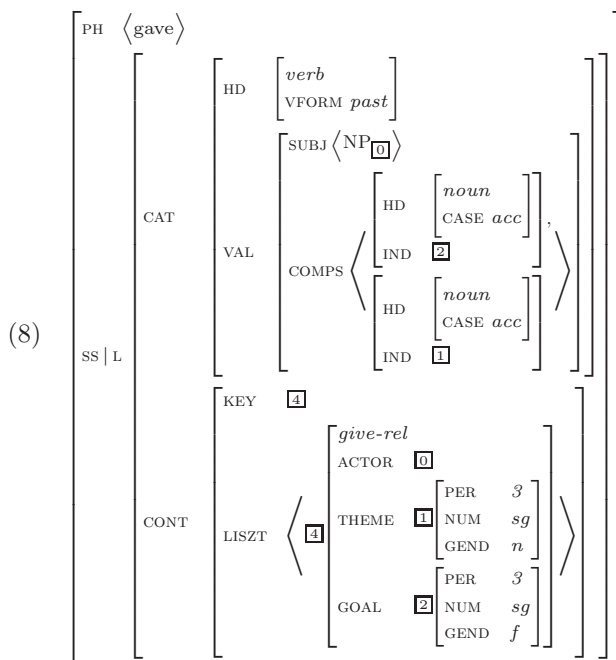 PH ⟨gave⟩
HD verb
VFORM past
SUBJ ⟨NP 0⟩
CAT
HD noun
CASE acc ,
VAL
IND 2
COMPS
HD noun
CASE acc
(8)
SS | L
IND 1
KEY 4
give-rel
ACTOR 0
PER 3
CONT LISZT 4 THEME 1 NUM sg
GEND n
PER 3
GOAL 2 NUM sg
GEND f